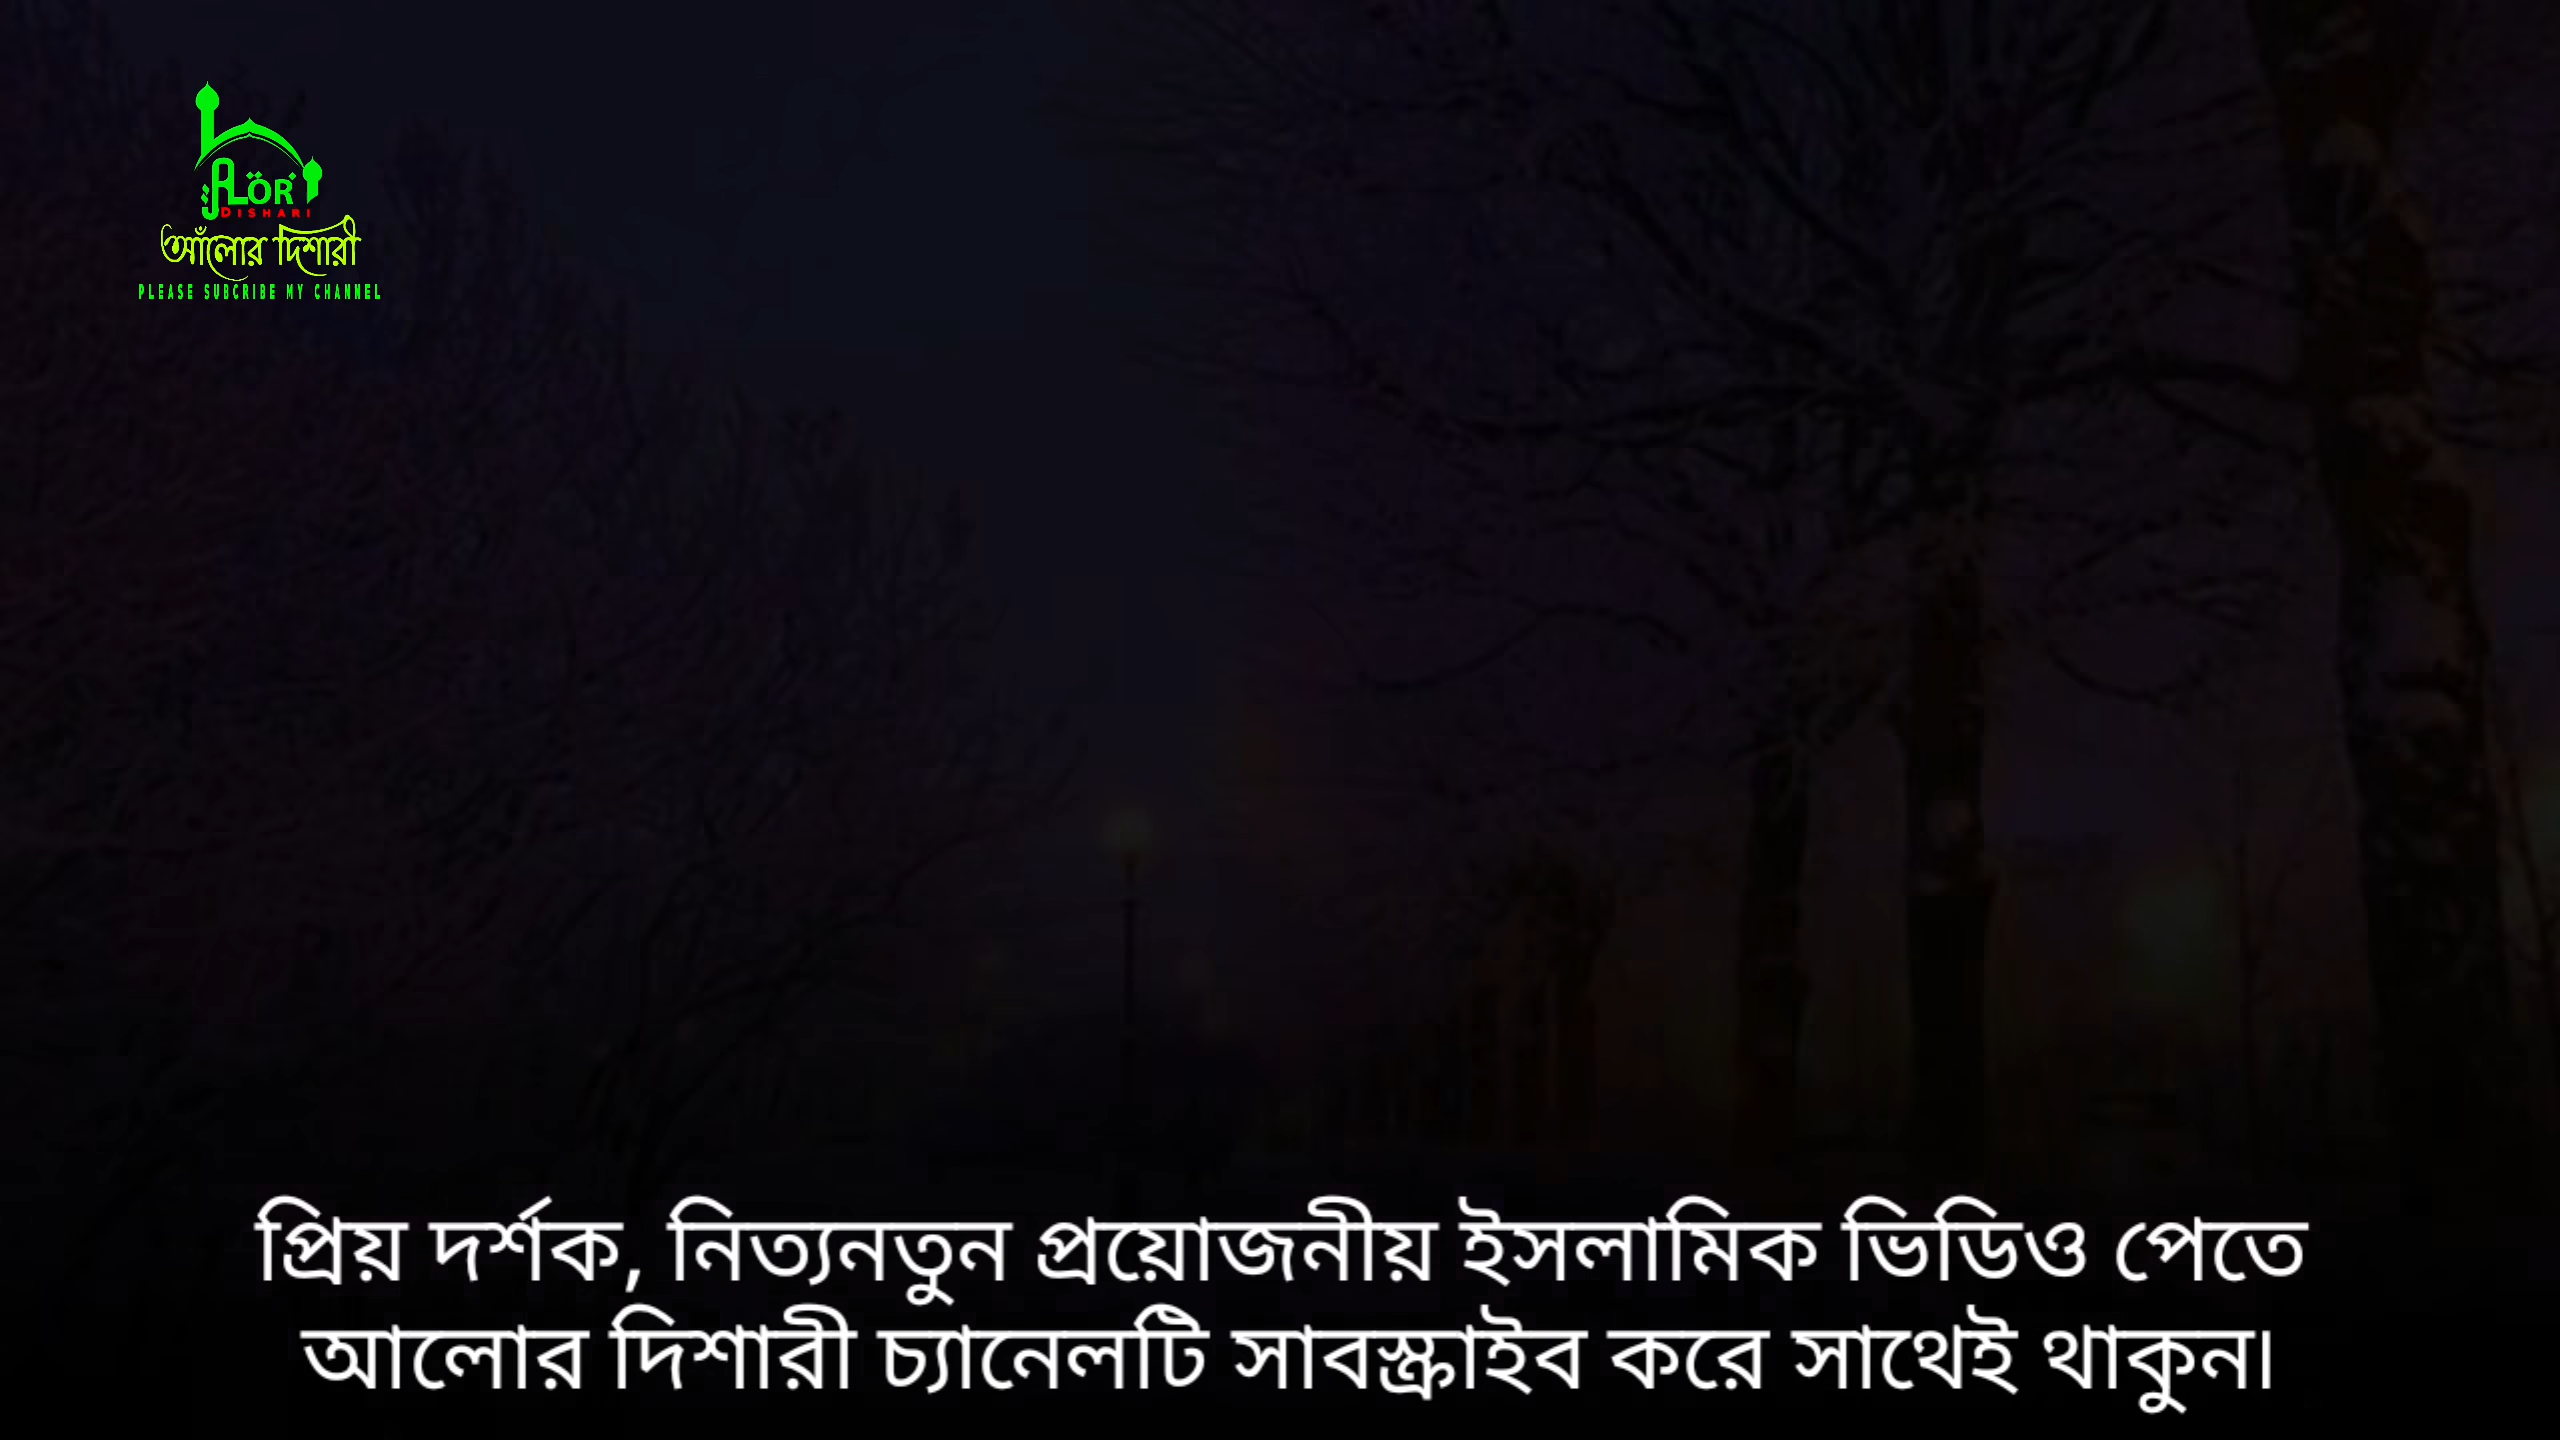 ALOR
DISHARI
আঁলোর দিশারী
PLEASE SUBCRIBE MY CHANNEL
প্রিয় দর্শক, নিত্যনতুন প্রয়োজনীয় ইসলামিক ভিডিও পেতে
আলোর দিশারী চ্যানেলটি সাবস্ক্রাইব করে সাথেই থাকুন।